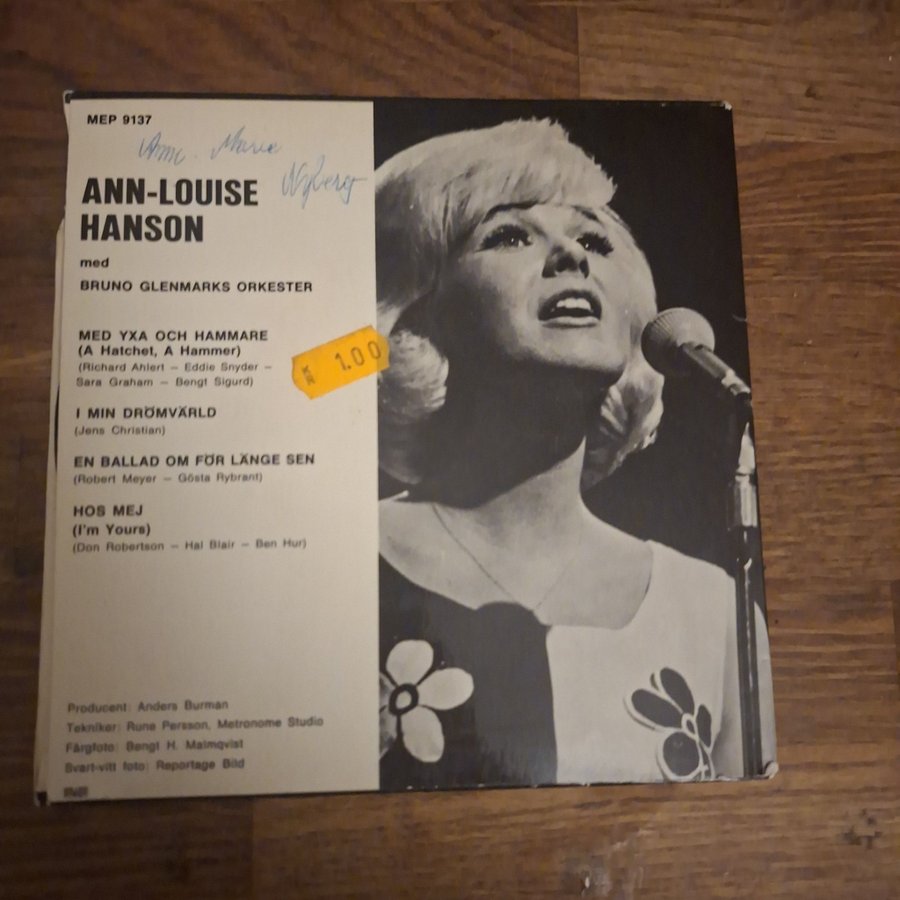 MEP 9137
Ann-Marie
Nyberg
ANN-LOUISE
HANSON
med
BRUNO GLENMARKS ORKESTER
MED YXA OCH HAMMARE
(A Hatchet, A Hammer)
(Richard Ahlert – Eddie Snyder –
Sara Graham – Bengt Sigurd)
KR 1.00
I MIN DRÖMVÄRLD
(Jens Christian)
EN BALLAD OM FÖR LÄNGE SEN
(Robert Meyer – Gösta Rybrant)
HOS MEJ
(I'm Yours)
(Don Robertson – Hal Blair – Ben Hur)
Producent: Anders Burman
Tekniker: Rune Persson, Metronome Studio
Färgfoto: Bengt H. Malmqvist
Svart-vitt foto: Reportage Bild